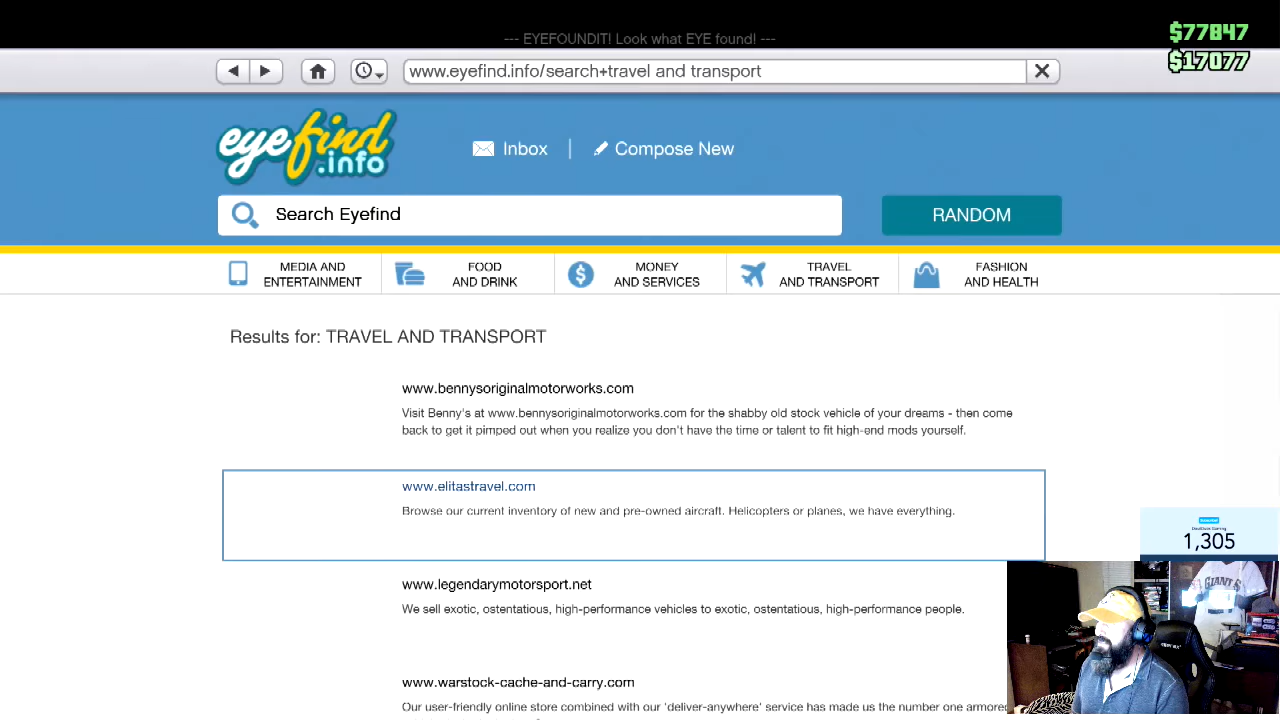 --- EYEFOUNDIT! Look what EYE found! ---
$77847
$17077
www.eyefind.info/search+travel and transport
eyefind
.info
Inbox
Compose New
Search Eyefind
RANDOM
MEDIA AND
ENTERTAINMENT
FOOD
AND DRINK
MONEY
AND SERVICES
TRAVEL
AND TRANSPORT
FASHION
AND HEALTH
Results for: TRAVEL AND TRANSPORT
www.bennysoriginalmotorworks.com
Visit Benny's at www.bennysoriginalmotorworks.com for the shabby old stock vehicle of your dreams - then come
back to get it pimped out when you realize you don't have the time or talent to fit high-end mods yourself.
www.elitastravel.com
Browse our current inventory of new and pre-owned aircraft. Helicopters or planes, we have everything.
1,305
www.legendarymotorsport.net
We sell exotic, ostentatious, high-performance vehicles to exotic, ostentatious, high-performance people.
GIANTS
www.warstock-cache-and-carry.com
Our user-friendly online store combined with our 'deliver-anywhere' service has made us the number one armored